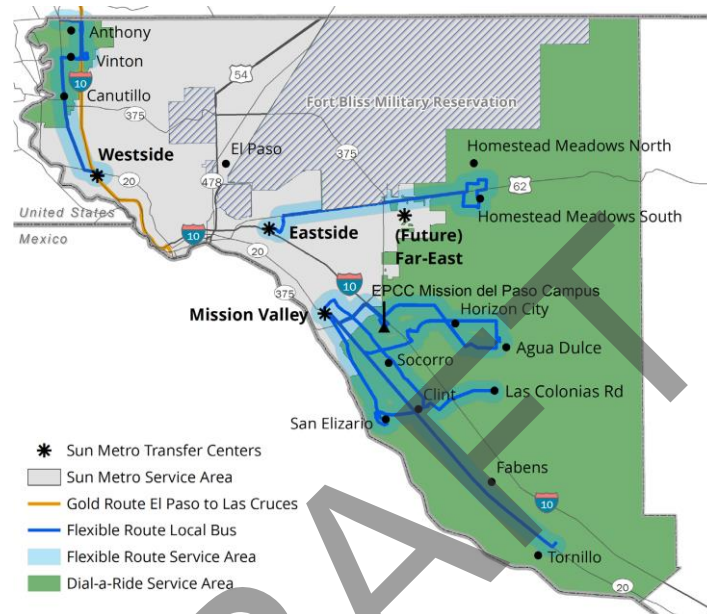 Anthony
Vinton
10
Canutillo
375
54
Fort Bliss Military Reservation
Westside
El Paso
375
Homestead Meadows North
20
478
62
United States
Mexico
10
Eastside
20
Homestead Meadows South
(Future)
Far-East
375
10
EPCC Mission del Paso Campus
Mission Valley
Horizon City
Socorro
Agua Dulce
Clint
Las Colonias Rd
San Elizario
Fabens
10
Tornillo
20
Sun Metro Transfer Centers
Sun Metro Service Area
Gold Route El Paso to Las Cruces
Flexible Route Local Bus
Flexible Route Service Area
Dial-a-Ride Service Area
DRAFT